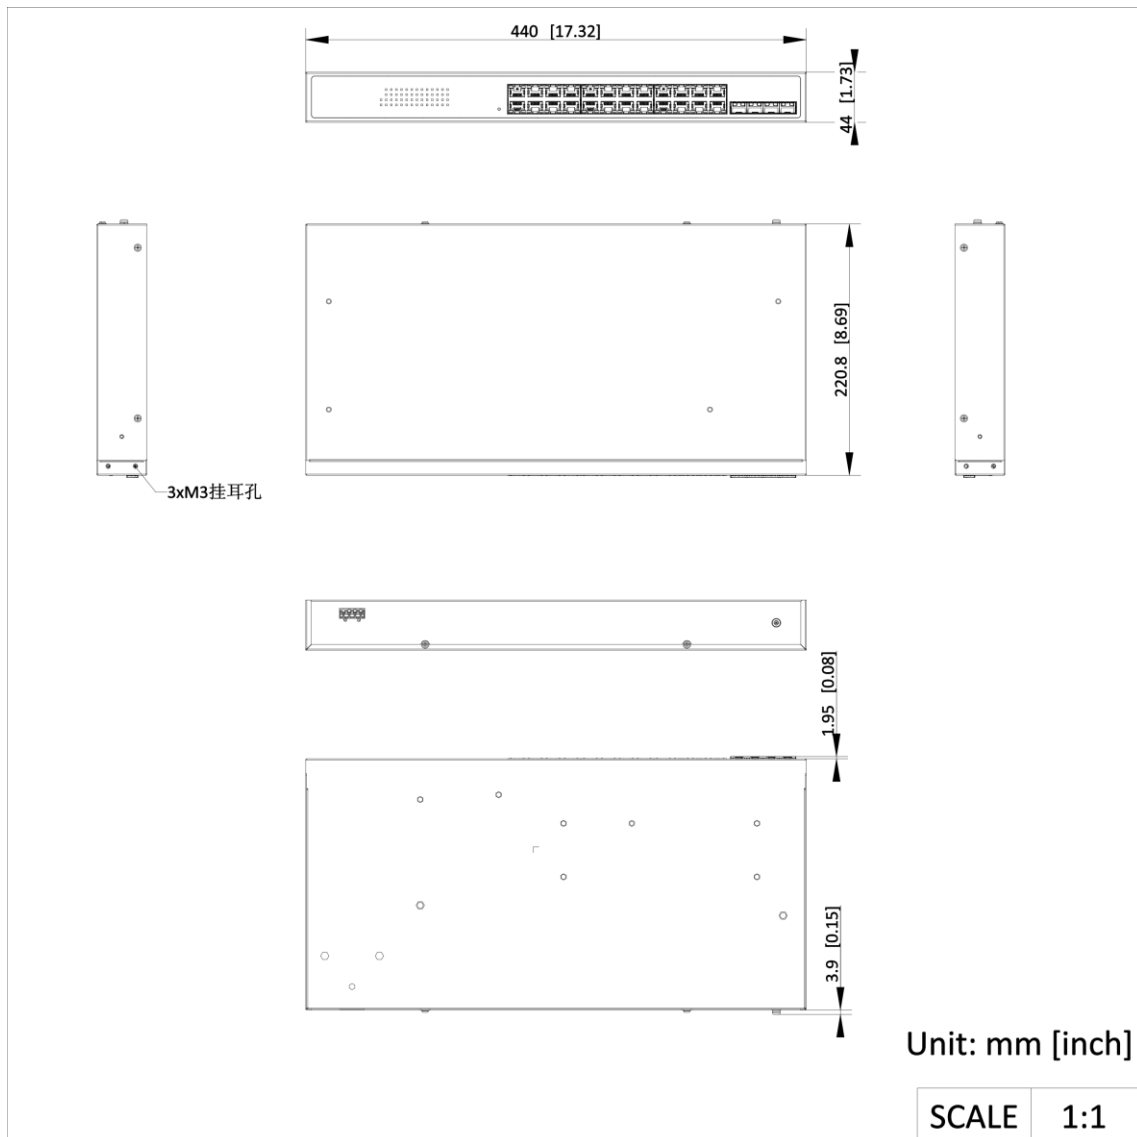 440 [17.32]
44 [1.73]
220.8 [8.69]
3xM3挂耳孔
1.95 [0.08]
3.9 [0.15]
Unit: mm [inch]
SCALE 1:1